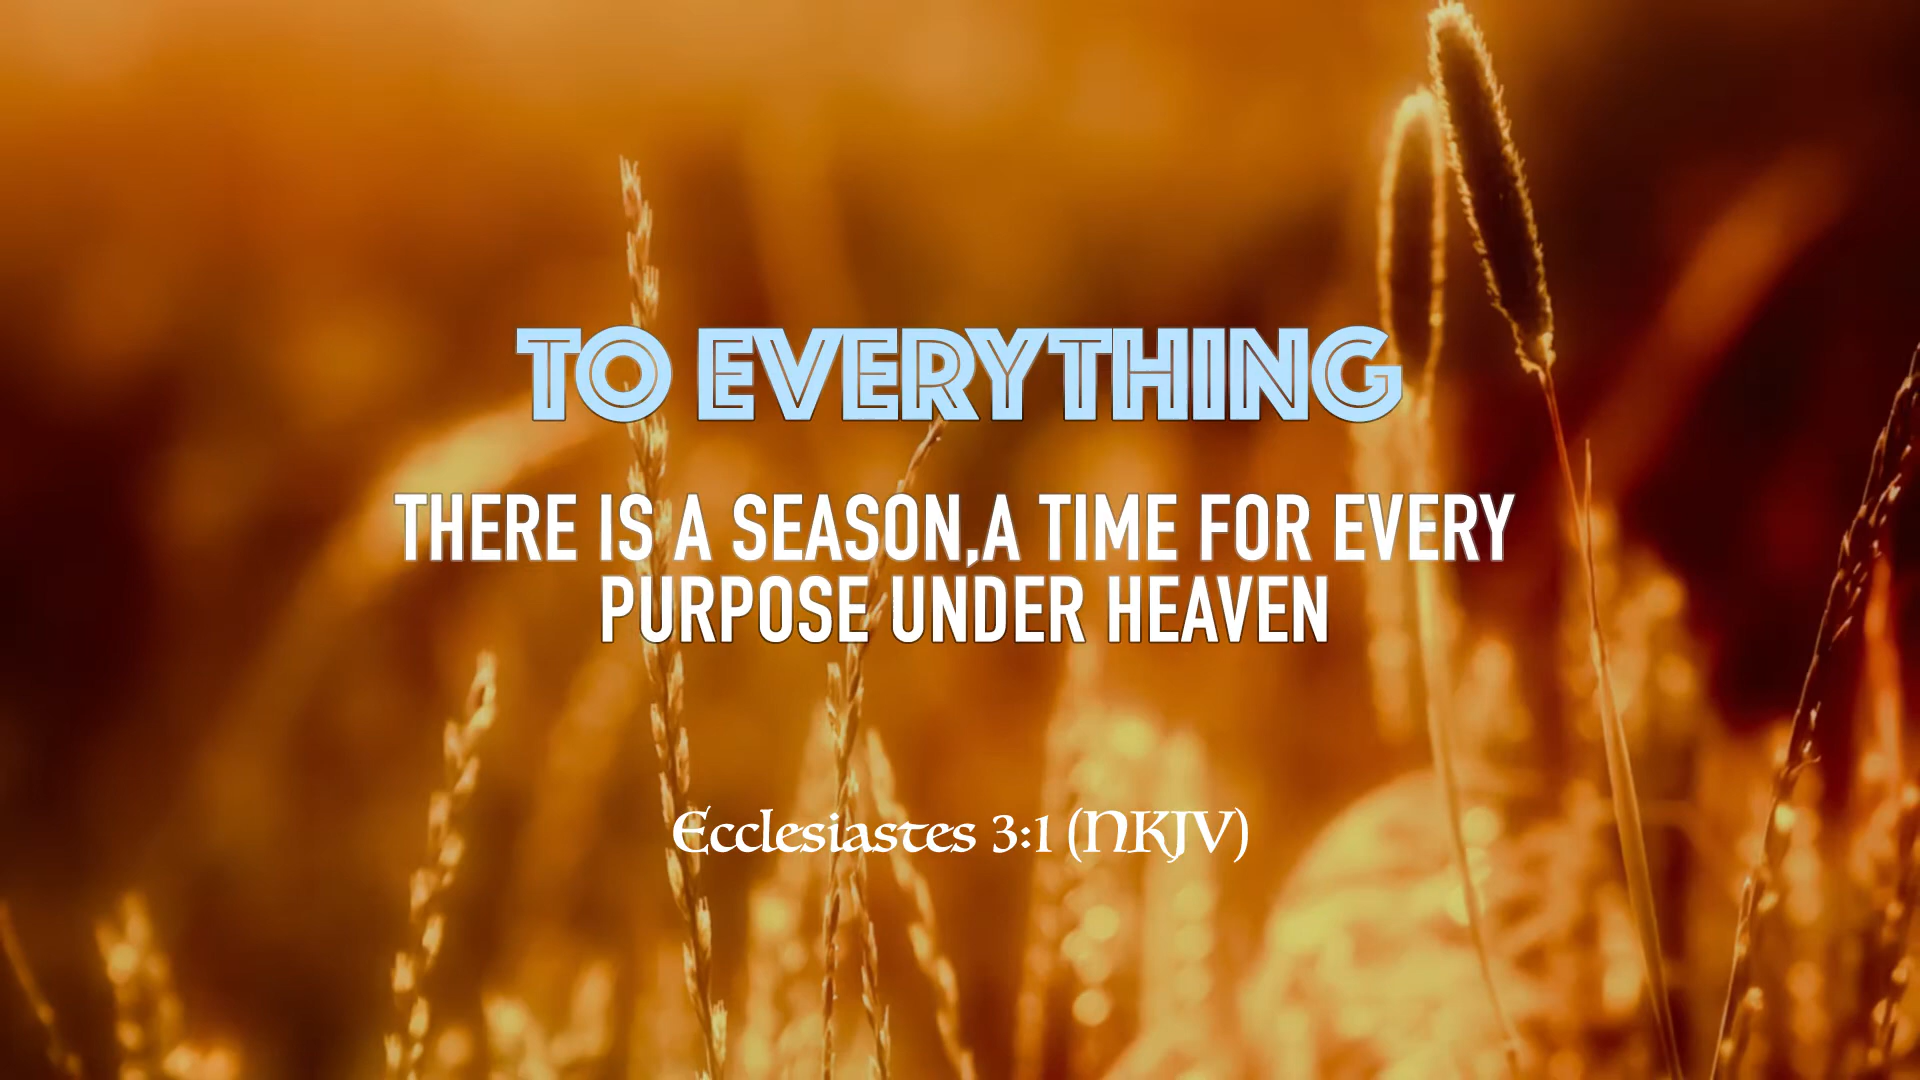 TO EVERYTHING
THERE IS A SEASON,A TIME FOR EVERY
PURPOSE UNDER HEAVEN
Ecclesiastes 3:1 (NKJV)